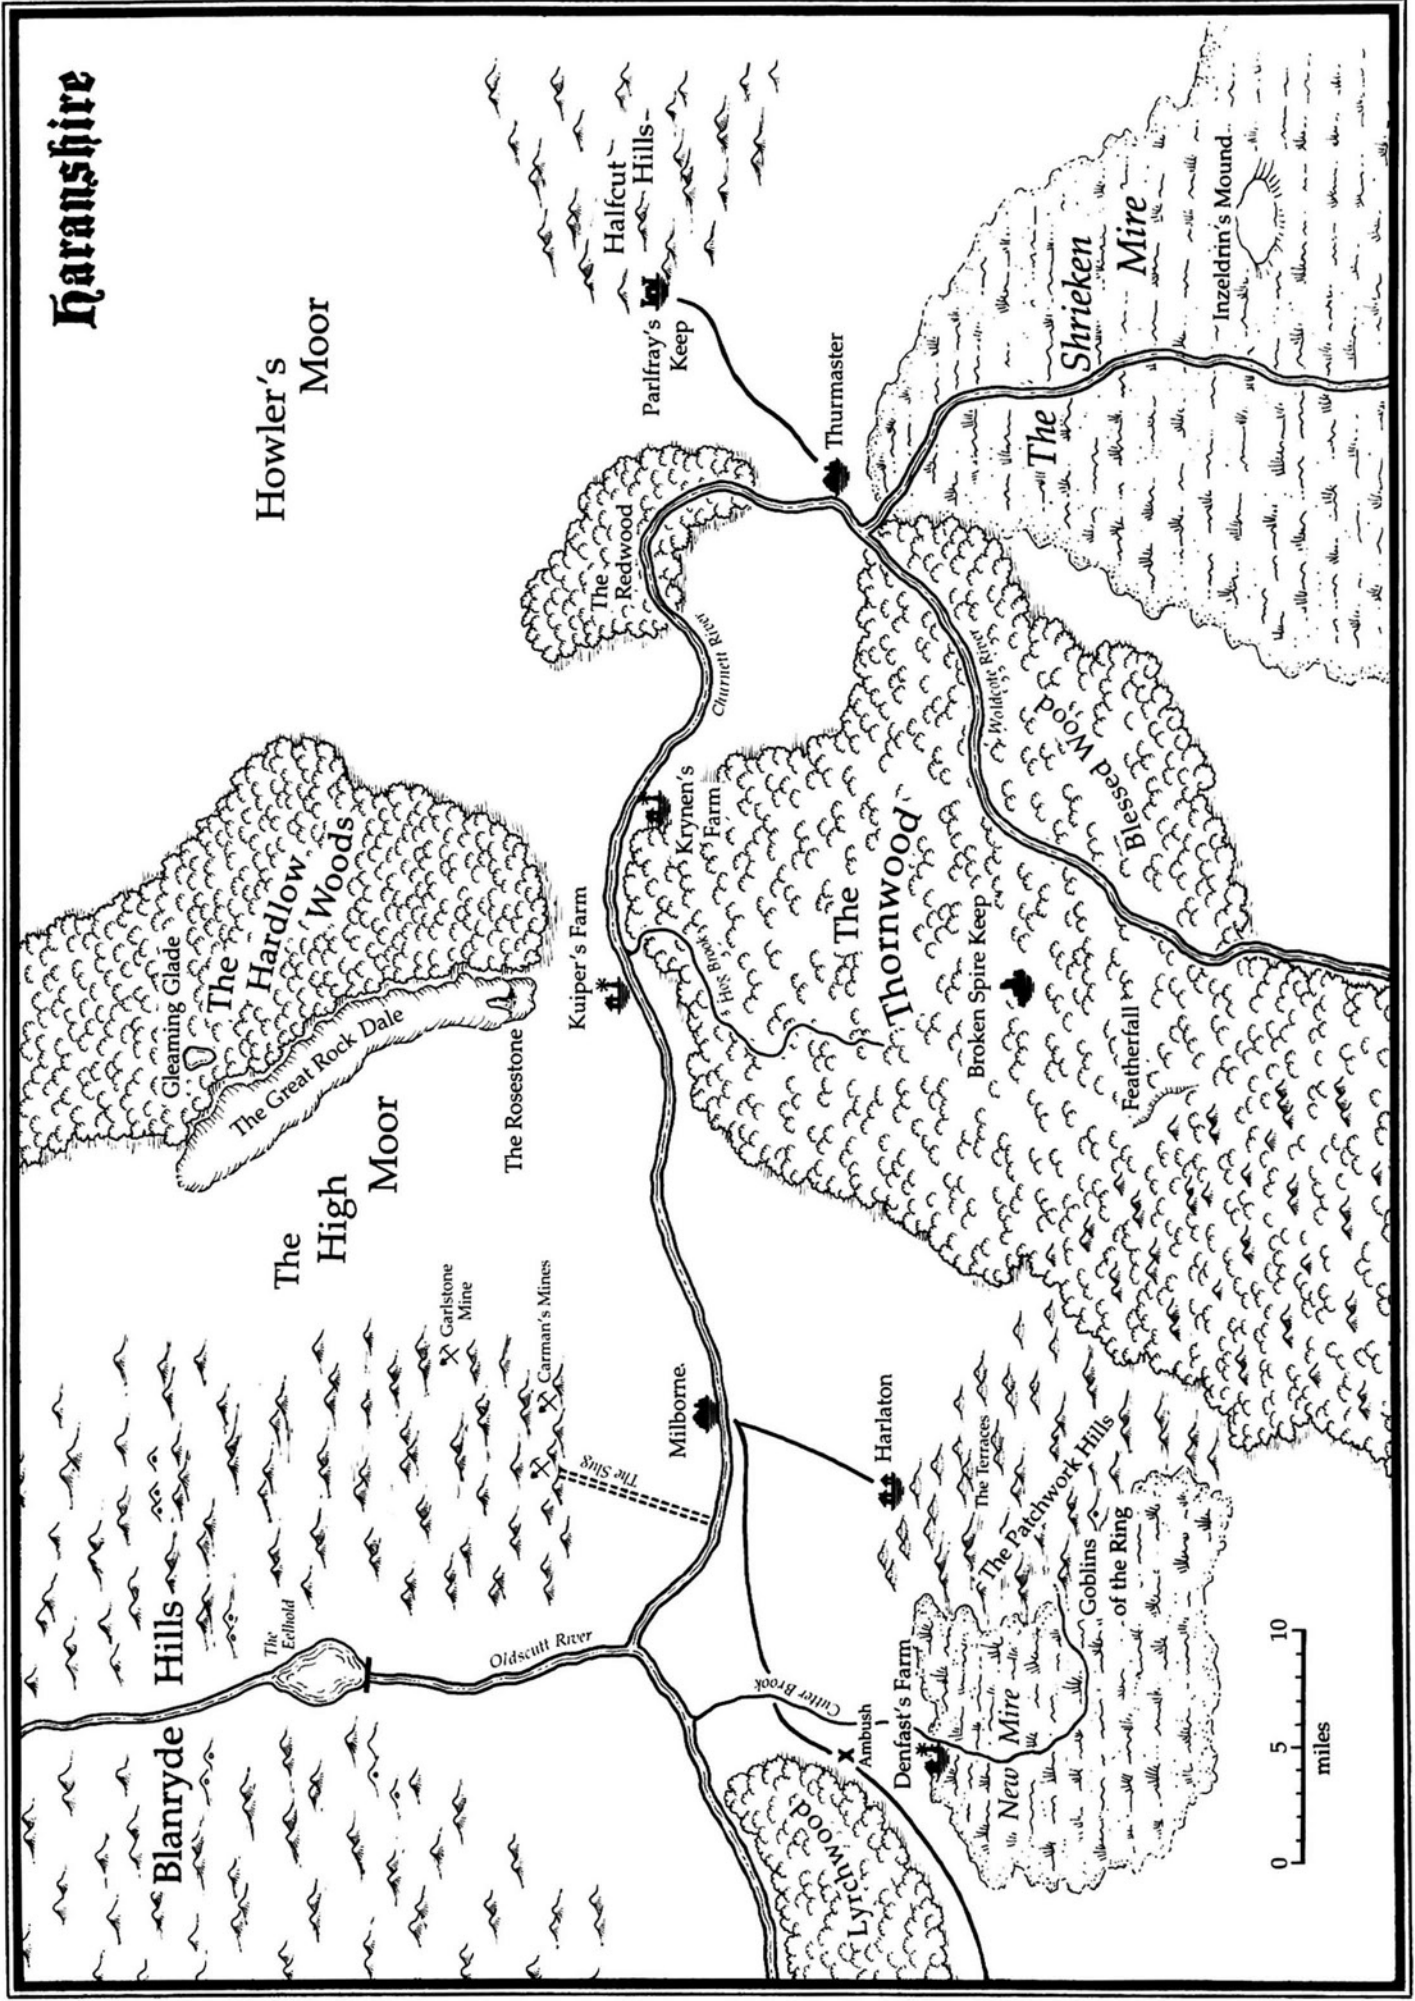 Haranshire
Howler's
Moor
Halfcut
Hills
Parlfray's
Keep
Thurmaster
The
Shrieken
Mire
Inzeldrin's Mound
The
Redwood
Churnett River
The
Hardlow
Woods
Gleaming Glade
The Great Rock Dale
The Rosestone
Kuiper's Farm
Krynen's
Farm
Hog Brook
The
Thornwood
Woldcote River
Blessed Wood
Broken Spire Keep
Featherfall
The
High
Moor
Garlstone
Mine
Carman's Mines
The Slug
Milborne
Harlaton
The Terraces
The Patchwork Hills
Goblins
of the Ring
Blanryde Hills
The
Eelhold
Oldscutt River
Cutter Brook
Ambush
Denfast's Farm
New Mire
Lyrchwood
0 5 10
miles